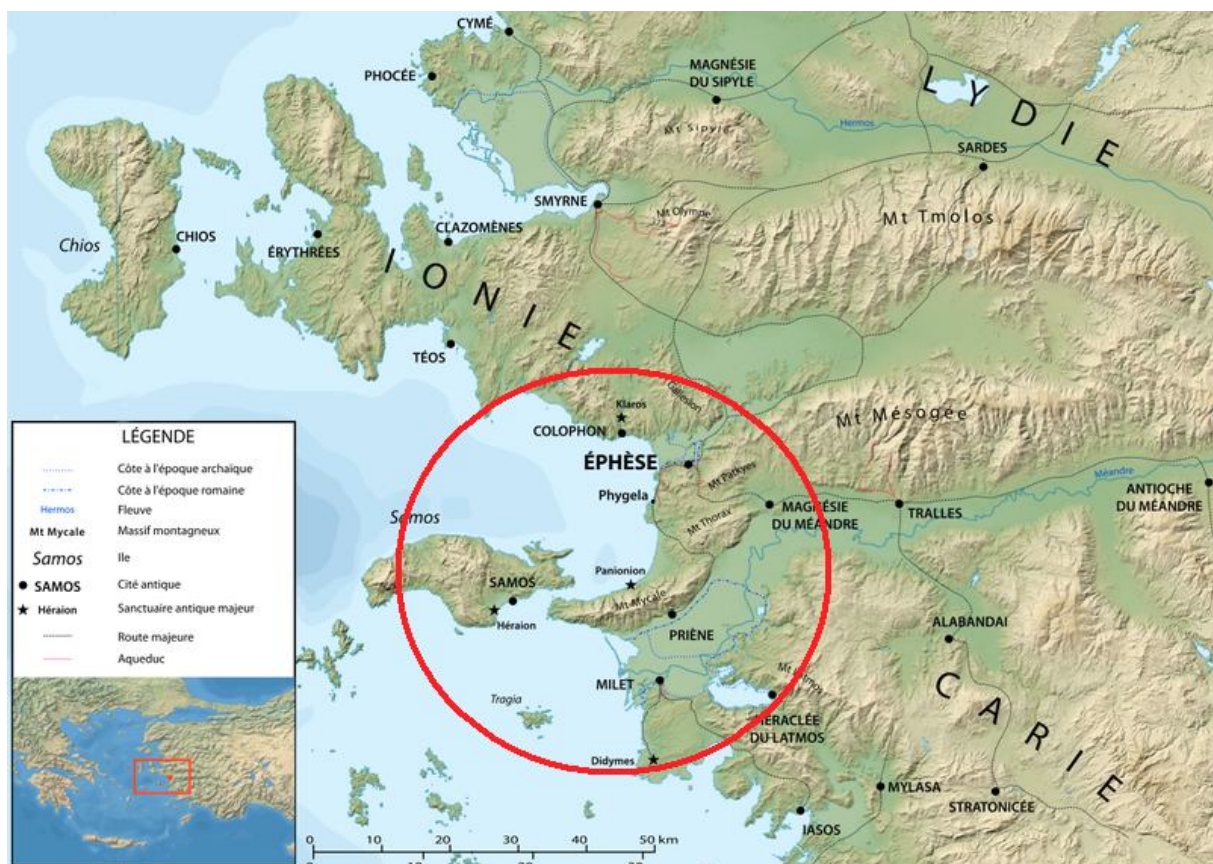 CYMÉ
PHOCÉE
MAGNÉSIE
DU SIPYLE
LYDIE
Hermos
Mt Sipyle
SARDES
SMYRNE
Mt Olympe
Mt Tmolos
Chios
CHIOS
ÉRYTHRÉES
CLAZOMÈNES
IONIE
TÉOS
Klaros
Gallesion
COLOPHON
Mt Mésogée
ÉPHÈSE
Mt Patkyes
Méandre
Phygela
ANTIOCHE
DU MÉANDRE
MAGNÉSIE
DU MÉANDRE
TRALLES
Samos
Mt Thorax
Panionion
SAMOS
Mt Mycale
Héraion
PRIÈNE
ALABANDAI
MILET
Tragia
HÉRACLÉE
DU LATMOS
CARIE
Didymes
MYLASA
STRATONICÉE
IASOS
LÉGENDE
Côte à l'époque archaïque
Côte à l'époque romaine
Hermos Fleuve
Mt Mycale Massif montagneux
Samos Ile
SAMOS Cité antique
Héraion Sanctuaire antique majeur
Route majeure
Aqueduc
0 10 20 30 40 50 km